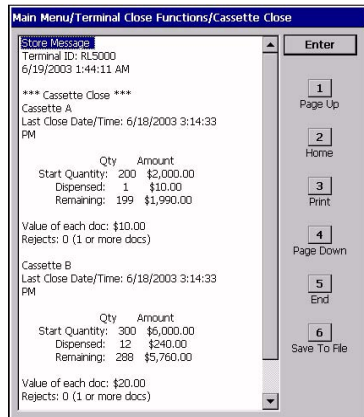 Main Menu/Terminal Close Functions/Cassette Close
Store Message
Terminal ID: RL5000
6/19/2003 1:44:11 AM
*** Cassette Close ***
Cassette A
Last Close Date/Time: 6/18/2003 3:14:33
PM
Qty Amount
Start Quantity: 200 $2,000.00
Dispensed: 1 $10.00
Remaining: 199 $1,990.00
Value of each doc: $10.00
Rejects: 0 (1 or more docs)
Cassette B
Last Close Date/Time: 6/18/2003 3:14:33
PM
Qty Amount
Start Quantity: 300 $6,000.00
Dispensed: 12 $240.00
Remaining: 288 $5,760.00
Value of each doc: $20.00
Rejects: 0 (1 or more docs)
Enter
1
Page Up
2
Home
3
Print
4
Page Down
5
End
6
Save To File